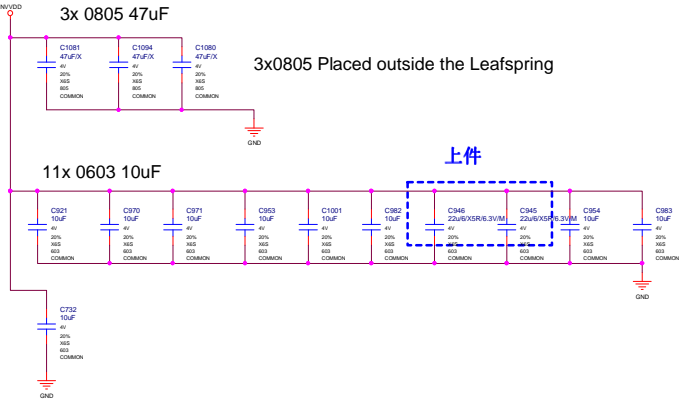 NVVDD
3x 0805 47uF
C1081
47uF/X
4V
20%
X6S
805
COMMON
C1094
47uF/X
4V
20%
X6S
805
COMMON
C1080
47uF/X
4V
20%
X6S
805
COMMON
3x0805 Placed outside the Leafspring
GND
上件
11x 0603 10uF
C921
10uF
4V
20%
X6S
603
COMMON
C970
10uF
4V
20%
X6S
603
COMMON
C971
10uF
4V
20%
X6S
603
COMMON
C953
10uF
4V
20%
X6S
603
COMMON
C1001
10uF
4V
20%
X6S
603
COMMON
C982
10uF
4V
20%
X6S
603
COMMON
C946
22u/6/X5R/6.3V/M
4V
20%
X6S
603
COMMON
C945
22u/6/X5R/6.3V/M
4V
20%
X6S
603
COMMON
C954
10uF
4V
20%
X6S
603
COMMON
C983
10uF
4V
20%
X6S
603
COMMON
GND
C732
10uF
4V
20%
X6S
603
COMMON
GND